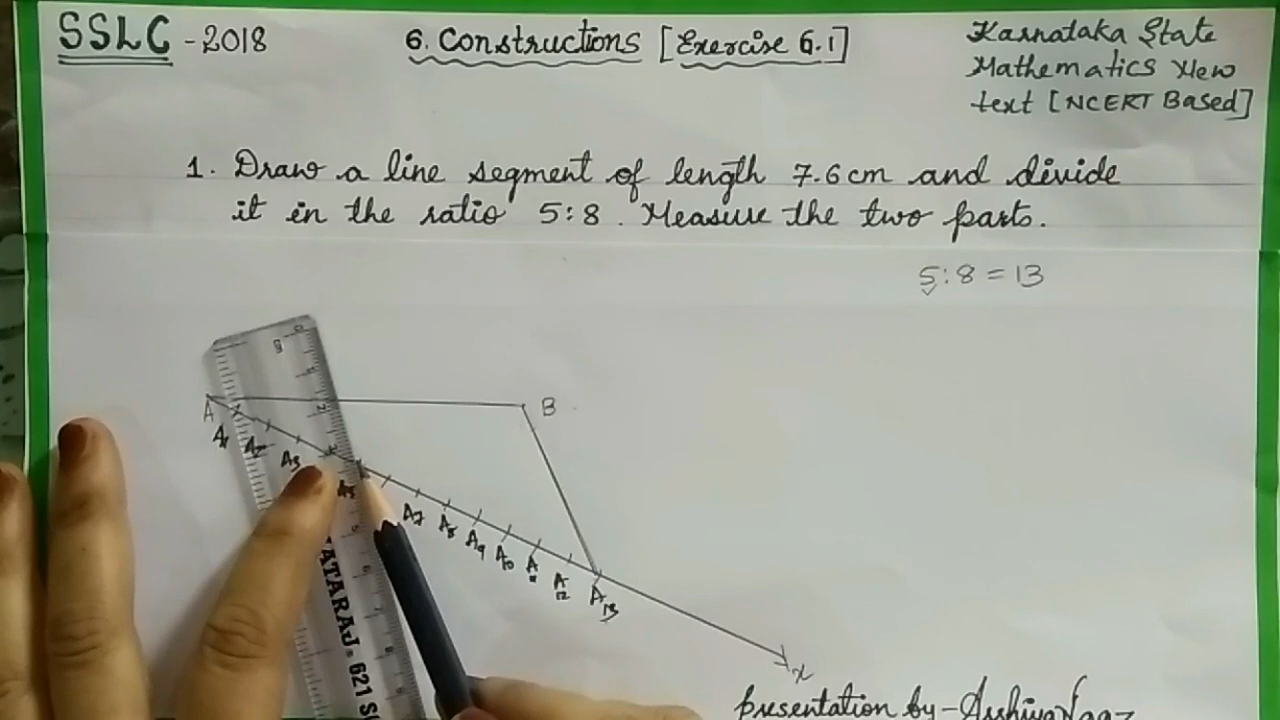 SSLC - 2018
6. Constructions [Exercise 6.1]
Karnataka State
Mathematics New
text [NCERT Based]
1. Draw a line segment of length 7.6 cm and divide
it in the ratio 5:8. Measure the two parts.
5:8 = 13
A
B
A1
A2
A3
A5
A7
A8
A9
A10
A11
A12
A13
x
NATARAJ 621
presentation by-